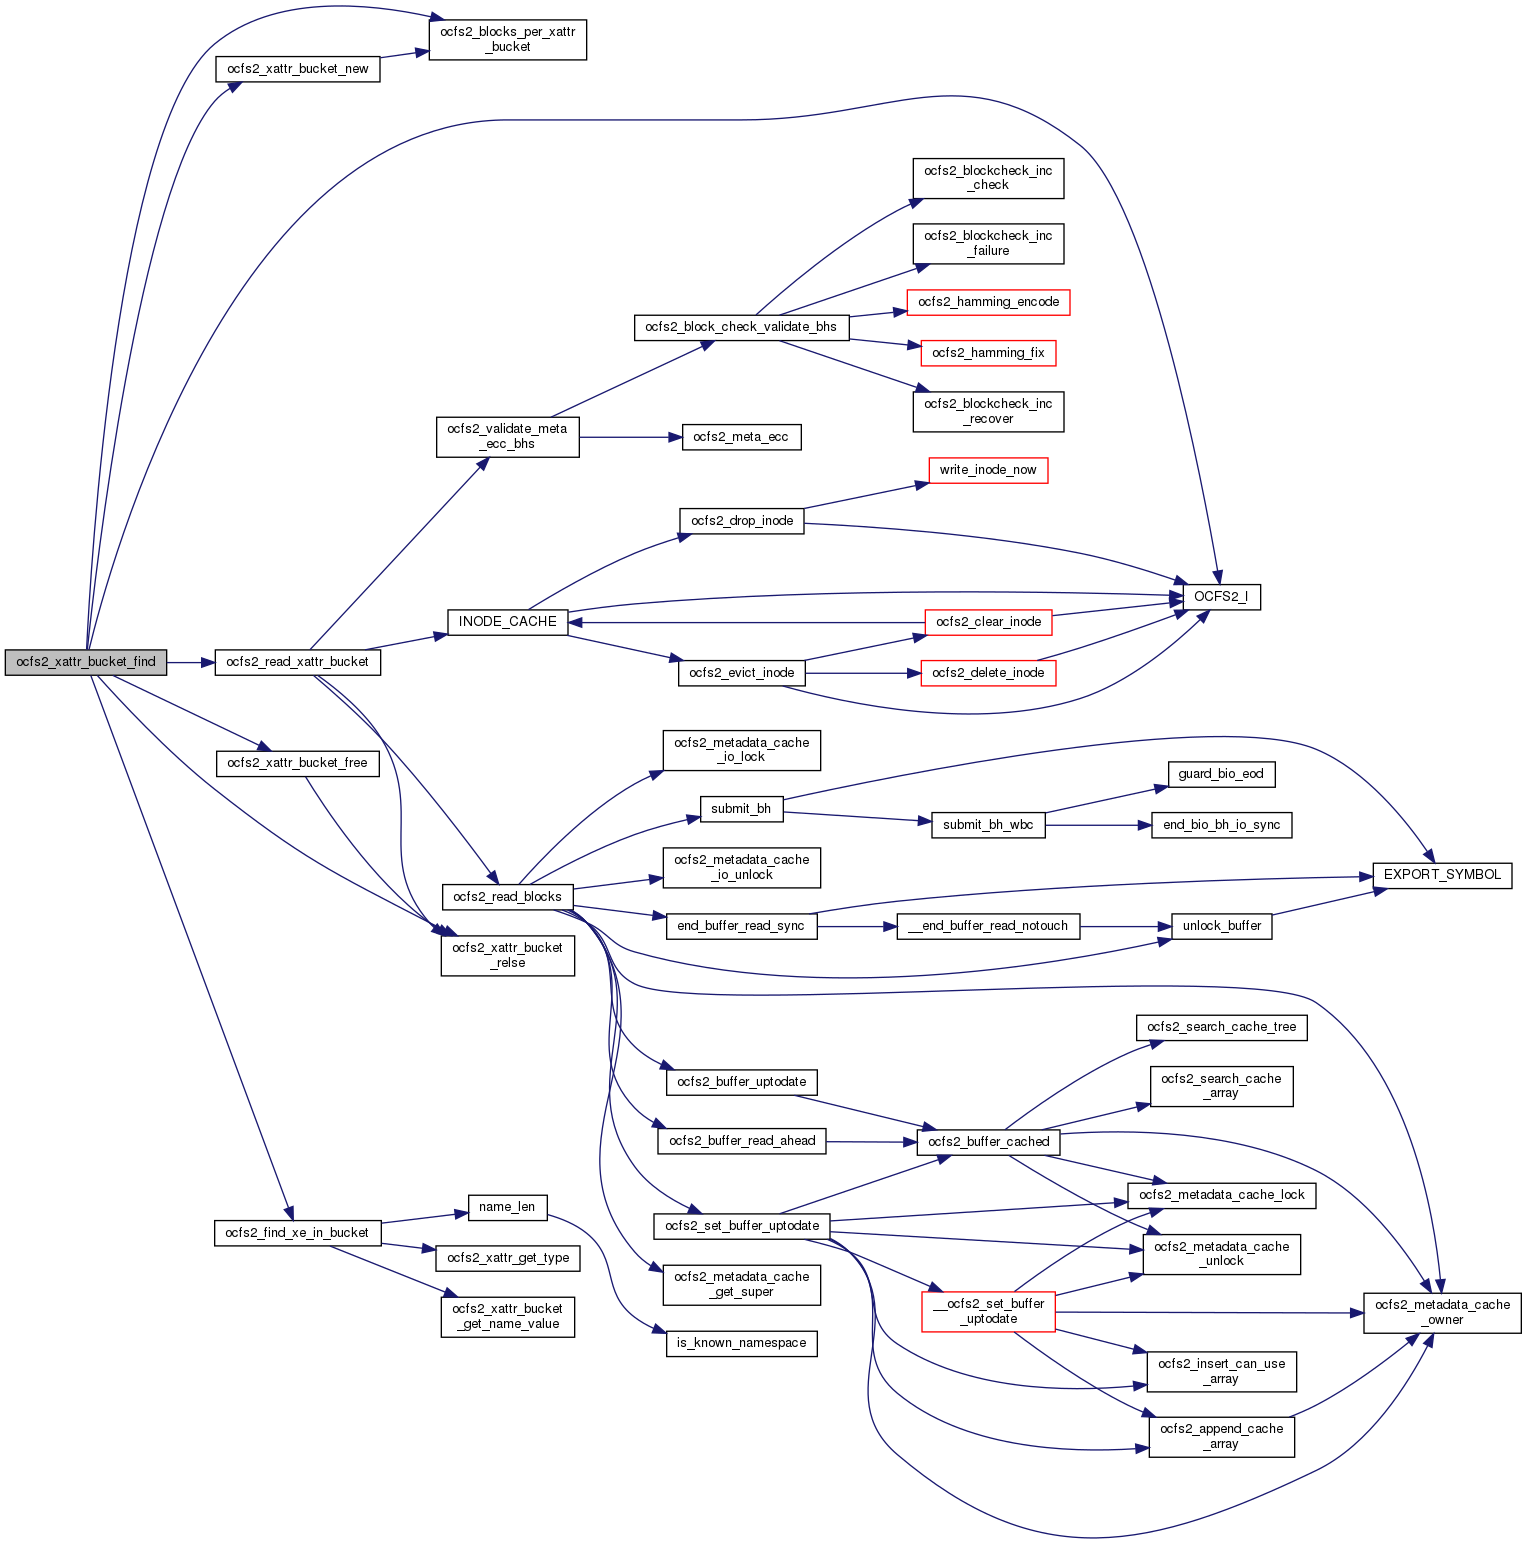 ocfs2_blocks_per_xattr
_bucket
ocfs2_xattr_bucket_new
ocfs2_blockcheck_inc
_check
ocfs2_blockcheck_inc
_failure
ocfs2_hamming_encode
ocfs2_block_check_validate_bhs
ocfs2_hamming_fix
ocfs2_blockcheck_inc
_recover
ocfs2_validate_meta
_ecc_bhs
ocfs2_meta_ecc
write_inode_now
ocfs2_drop_inode
OCFS2_I
INODE_CACHE
ocfs2_clear_inode
ocfs2_xattr_bucket_find
ocfs2_read_xattr_bucket
ocfs2_evict_inode
ocfs2_delete_inode
ocfs2_metadata_cache
_io_lock
ocfs2_xattr_bucket_free
guard_bio_eod
submit_bh
submit_bh_wbc
end_bio_bh_io_sync
ocfs2_metadata_cache
_io_unlock
EXPORT_SYMBOL
ocfs2_read_blocks
end_buffer_read_sync
__end_buffer_read_notouch
unlock_buffer
ocfs2_xattr_bucket
_relse
ocfs2_search_cache_tree
ocfs2_buffer_uptodate
ocfs2_search_cache
_array
ocfs2_buffer_read_ahead
ocfs2_buffer_cached
ocfs2_metadata_cache_lock
name_len
ocfs2_find_xe_in_bucket
ocfs2_set_buffer_uptodate
ocfs2_xattr_get_type
ocfs2_metadata_cache
_unlock
ocfs2_metadata_cache
_get_super
ocfs2_xattr_bucket
_get_name_value
__ocfs2_set_buffer
_uptodate
ocfs2_metadata_cache
_owner
is_known_namespace
ocfs2_insert_can_use
_array
ocfs2_append_cache
_array